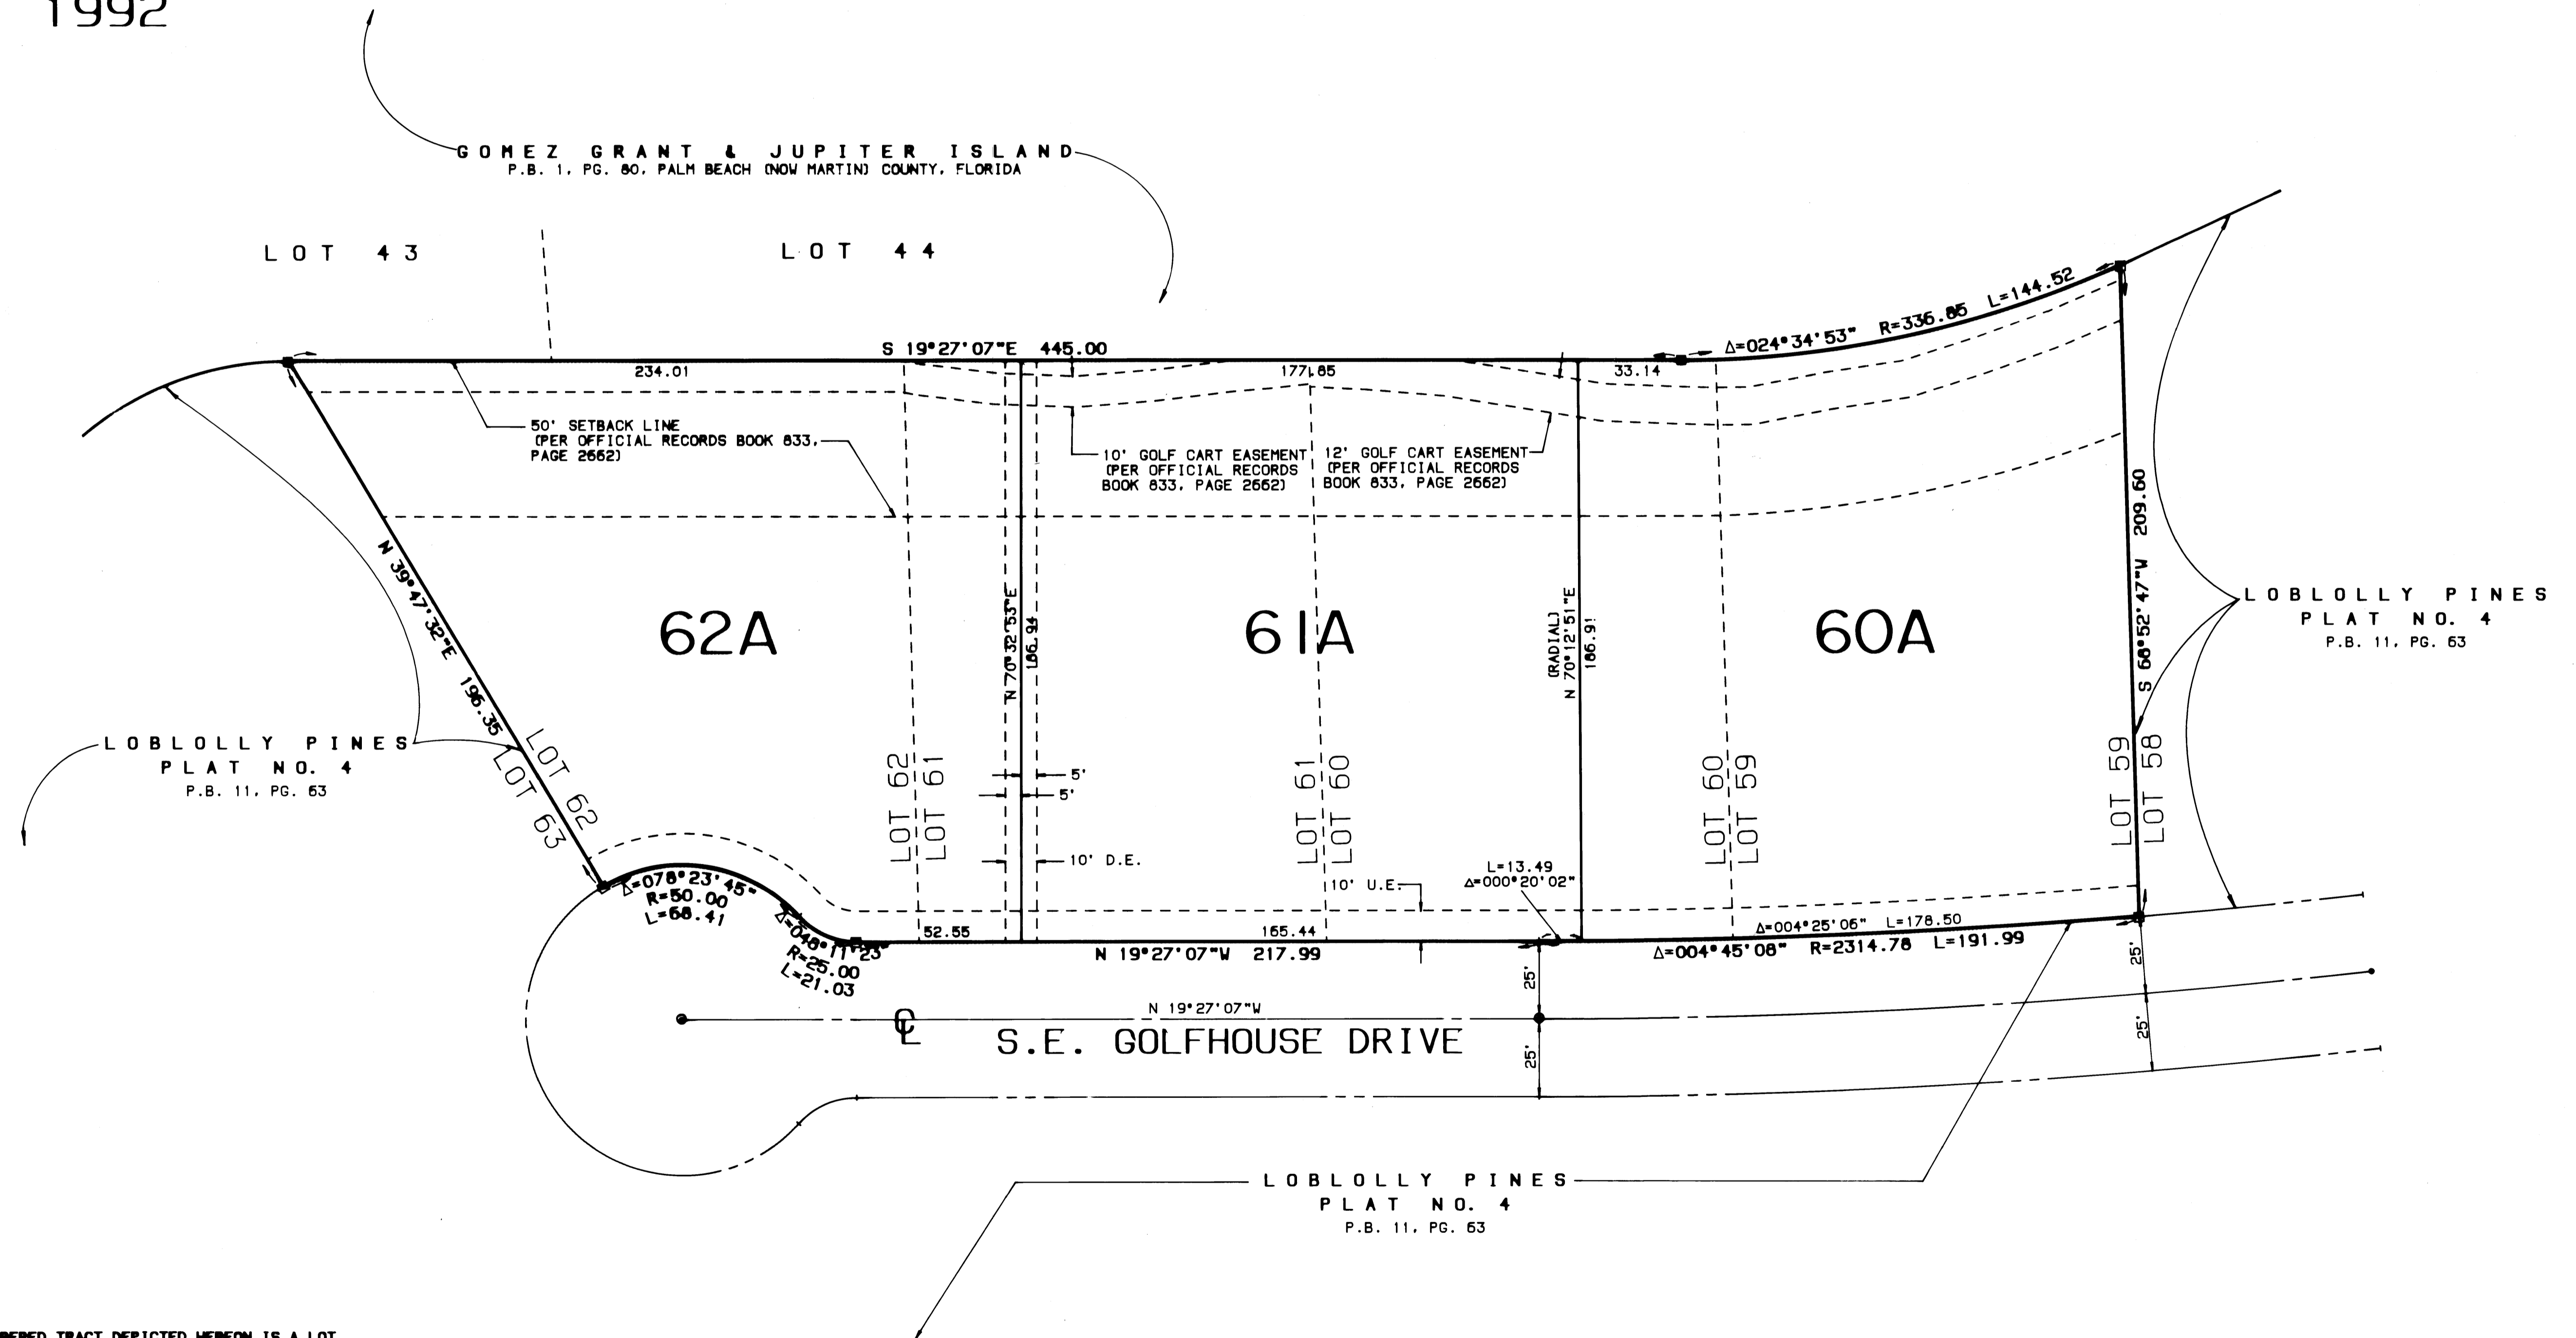 1992
GOMEZ GRANT & JUPITER ISLAND
P.B. 1, PG. 80, PALM BEACH (NOW MARTIN) COUNTY, FLORIDA
LOT 43
LOT 44
S 19°27'07"E 445.00
234.01
177.85
33.14
Δ=024°34'53" R=336.85 L=144.52
50' SETBACK LINE
(PER OFFICIAL RECORDS BOOK 833,
PAGE 2662)
10' GOLF CART EASEMENT
(PER OFFICIAL RECORDS
BOOK 833, PAGE 2662)
12' GOLF CART EASEMENT
(PER OFFICIAL RECORDS
BOOK 833, PAGE 2662)
N 39°47'32"E 196.35
62A
N 70°32'53"E
186.94
61A
(RADIAL)
N 70°12'51"E
186.91
60A
S 68°52'47"W 209.60
LOBLOLLY PINES
PLAT NO. 4
P.B. 11, PG. 63
LOBLOLLY PINES
PLAT NO. 4
P.B. 11, PG. 63
LOT 62
LOT 63
LOT 62
LOT 61
5'
5'
10' D.E.
LOT 61
LOT 60
LOT 60
LOT 59
LOT 59
LOT 58
L=13.49
Δ=000°20'02"
10' U.E.
Δ=078°23'45"
R=50.00
L=68.41
Δ=048°11'23"
R=25.00
L=21.03
52.55
165.44
Δ=004°25'06" L=178.50
N 19°27'07"W 217.99
Δ=004°45'08" R=2314.78 L=191.99
25'
25'
25'
25'
N 19°27'07"W
CL
S.E. GOLFHOUSE DRIVE
LOBLOLLY PINES
PLAT NO. 4
P.B. 11, PG. 63
TRACT DEPICTED HEREON IS A LOT